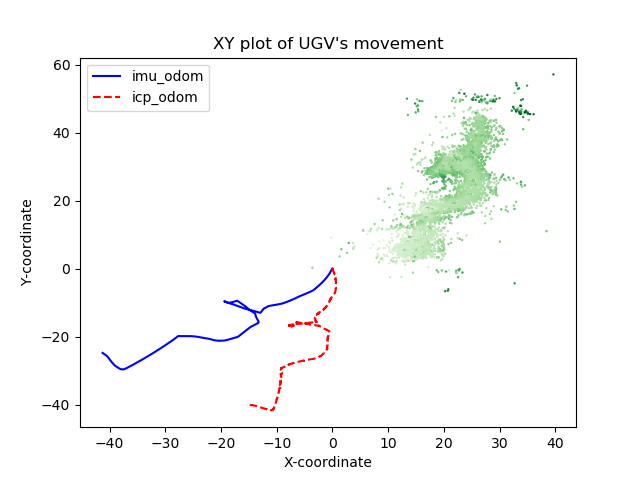 XY plot of UGV's movement
imu_odom
icp_odom
60
40
20
0
−20
−40
Y-coordinate
−40 −30 −20 −10 0 10 20 30 40
X-coordinate